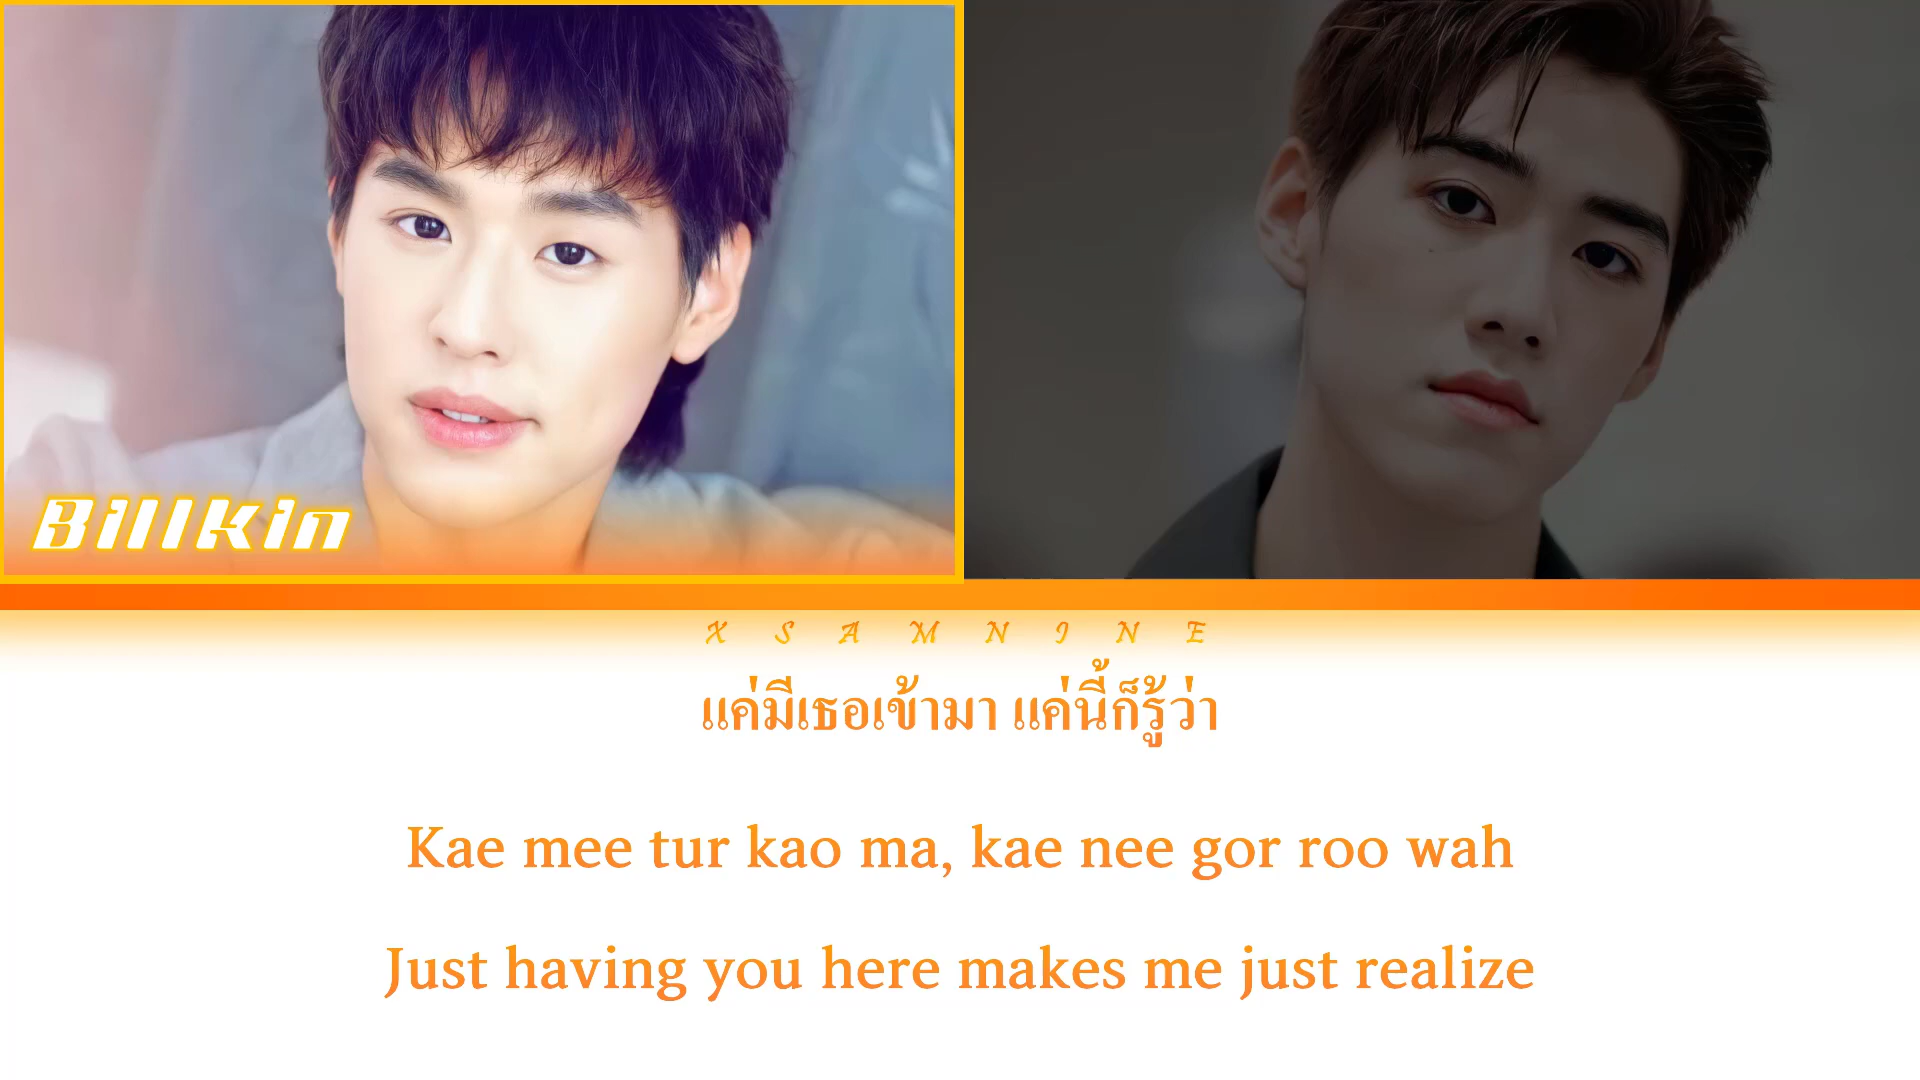 Billkin
X S A M N I N E
แค่มีเธอเข้ามา แค่นี้ก็รู้ว่า
Kae mee tur kao ma, kae nee gor roo wah
Just having you here makes me just realize